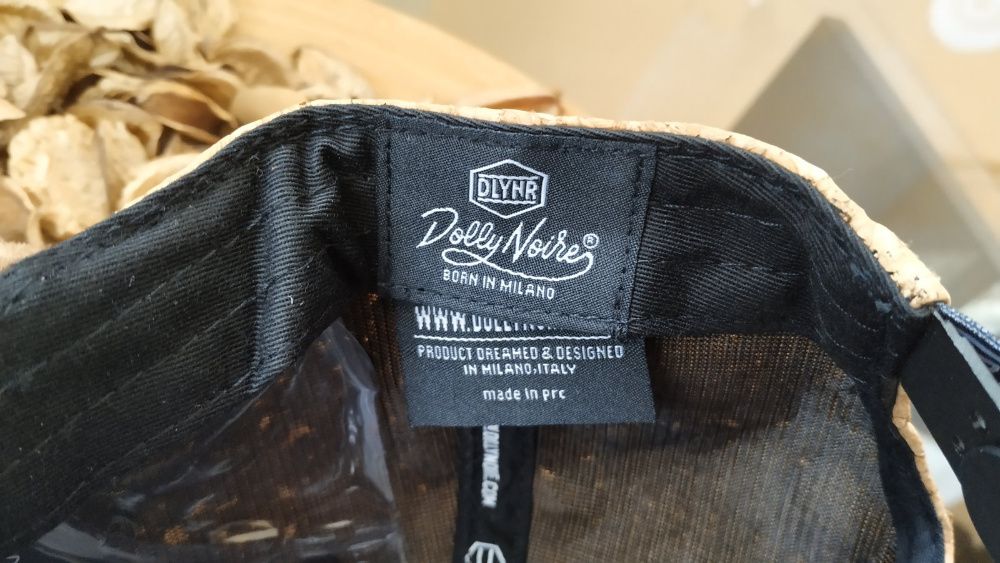 DLYNR
Dolly Noire®
BORN IN MILANO
PRODUCT DREAMED & DESIGNED
IN MILANO, ITALY
made in prc